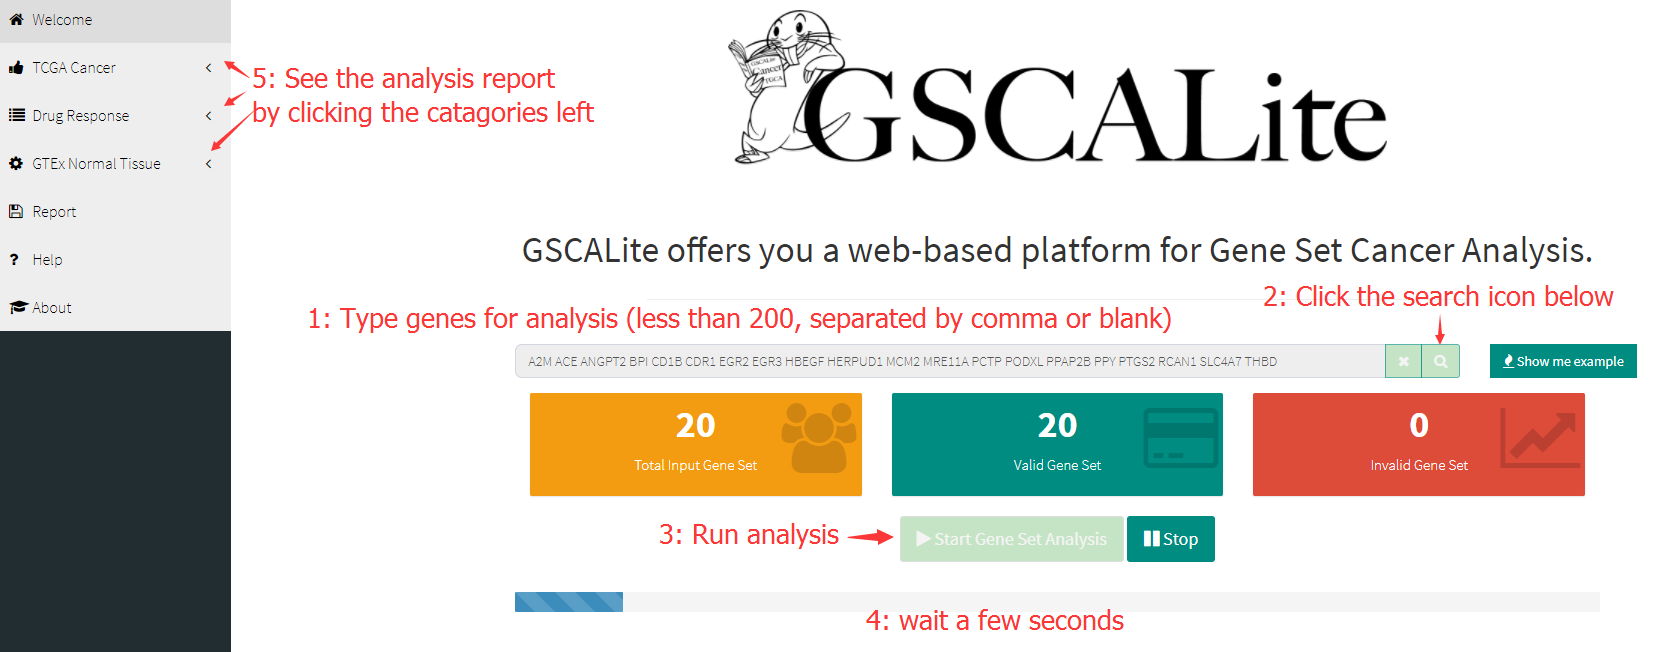 Welcome
TCGA Cancer
Drug Response
GTEx Normal Tissue
Report
Help
About
5: See the analysis report
by clicking the catagories left
GSCALite
Cancer
TCGA
GSCALite
GSCALite offers you a web-based platform for Gene Set Cancer Analysis.
2: Click the search icon below
1: Type genes for analysis (less than 200, separated by comma or blank)
A2M ACE ANGPT2 BPI CD1B CDR1 EGR2 EGR3 HBEGF HERPUD1 MCM2 MRE11A PCTP PODXL PPAP2B PPY PTGS2 RCAN1 SLC4A7 THBD
Show me example
20
Total Input Gene Set
20
Valid Gene Set
0
Invalid Gene Set
3: Run analysis
Start Gene Set Analysis
Stop
4: wait a few seconds